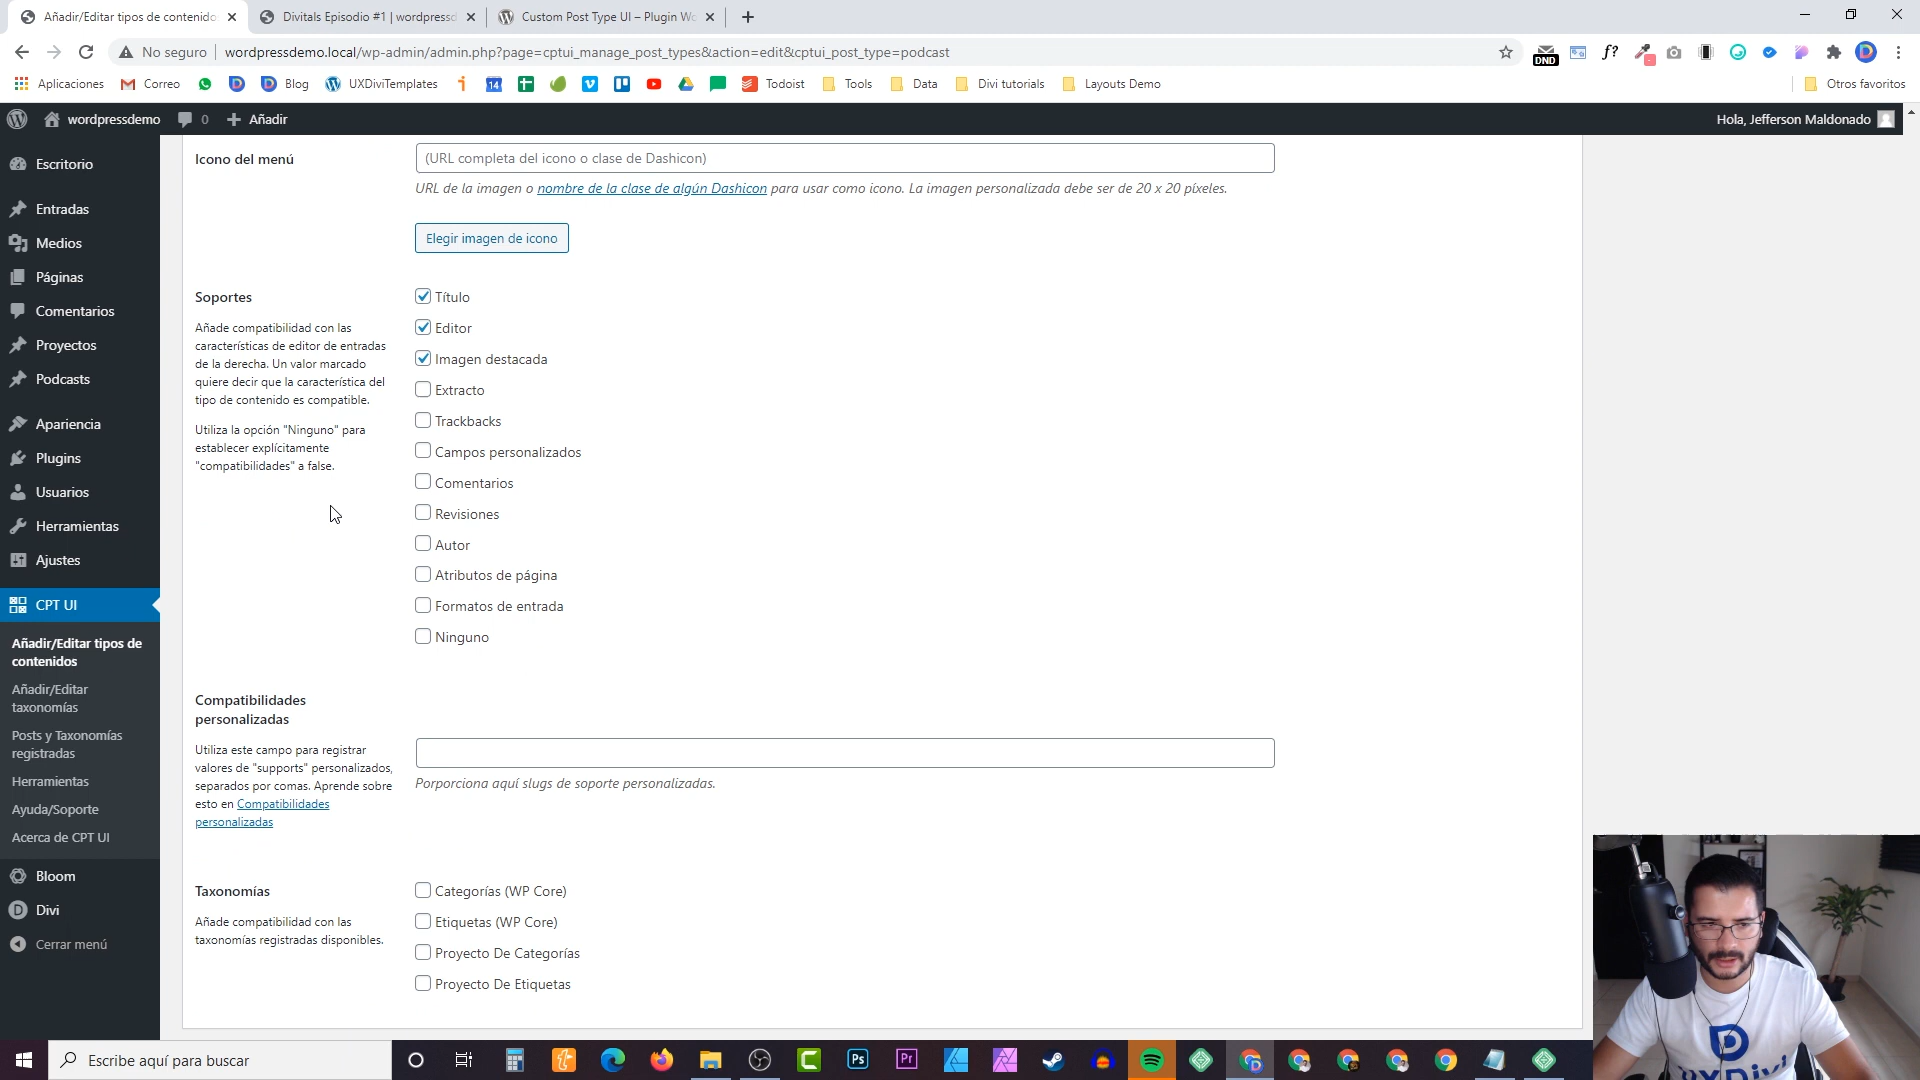 Añadir/Editar tipos de contenido
Divitals Episodio #1 | wordpressd
Custom Post Type UI – Plugin Wo
No seguro
wordpressdemo.local/wp-admin/admin.php?page=cptui_manage_post_types&action=edit&cptui_post_type=podcast
DND
f?
Aplicaciones
Correo
Blog
UXDiviTemplates
14
Todoist
Tools
Data
Divi tutorials
Layouts Demo
Otros favoritos
wordpressdemo
0
Añadir
Hola, Jefferson Maldonado
Escritorio
Entradas
Medios
Páginas
Comentarios
Proyectos
Podcasts
Apariencia
Plugins
Usuarios
Herramientas
Ajustes
CPT UI
Añadir/Editar tipos de
contenidos
Añadir/Editar
taxonomías
Posts y Taxonomías
registradas
Herramientas
Ayuda/Soporte
Acerca de CPT UI
Bloom
Divi
Cerrar menú
Icono del menú
(URL completa del icono o clase de Dashicon)
URL de la imagen o nombre de la clase de algún Dashicon para usar como icono. La imagen personalizada debe ser de 20 x 20 píxeles.
Elegir imagen de icono
Soportes
Añade compatibilidad con las
características de editor de entradas
de la derecha. Un valor marcado
quiere decir que la característica del
tipo de contenido es compatible.
Utiliza la opción "Ninguno" para
establecer explícitamente
"compatibilidades" a false.
Título
Editor
Imagen destacada
Extracto
Trackbacks
Campos personalizados
Comentarios
Revisiones
Autor
Atributos de página
Formatos de entrada
Ninguno
Compatibilidades
personalizadas
Utiliza este campo para registrar
valores de "supports" personalizados,
separados por comas. Aprende sobre
esto en Compatibilidades
personalizadas
Porporciona aquí slugs de soporte personalizados.
Taxonomías
Añade compatibilidad con las
taxonomías registradas disponibles.
Categorías (WP Core)
Etiquetas (WP Core)
Proyecto De Categorías
Proyecto De Etiquetas
Escribe aquí para buscar
Ps
Pr